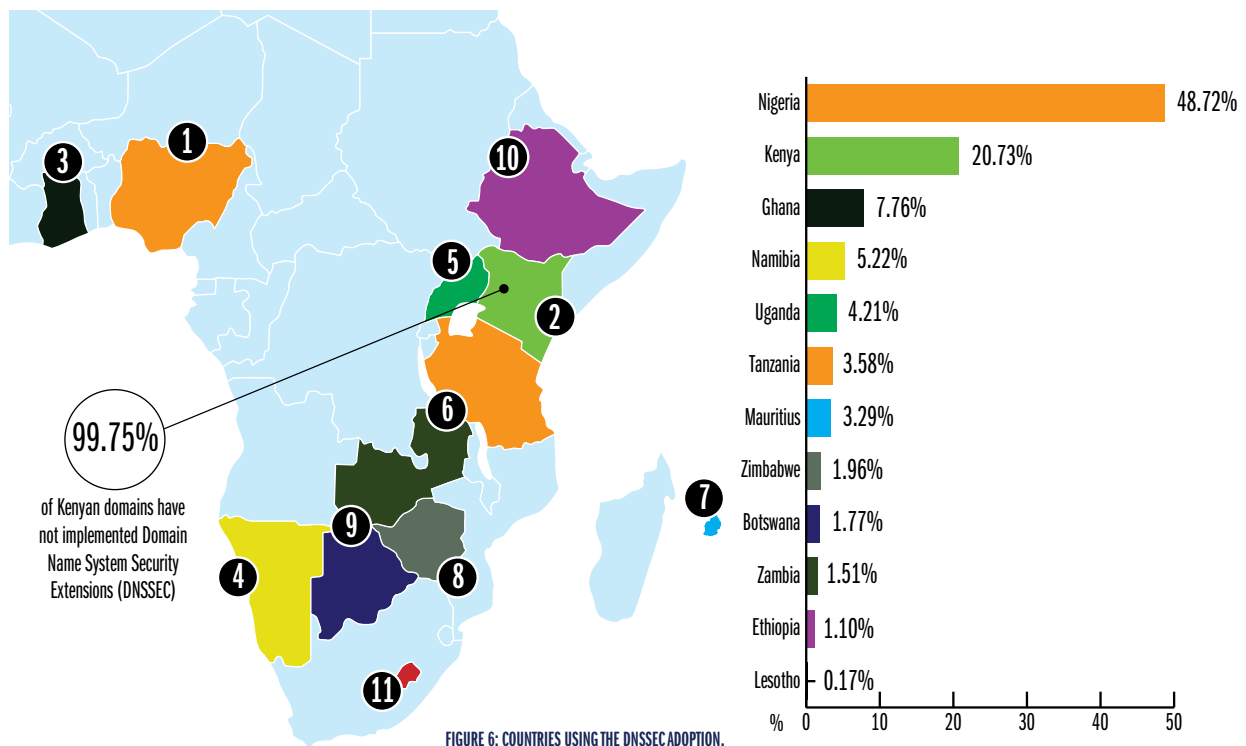 1
3
10
5
2
6
7
9
4
8
11
99.75%
of Kenyan domains have
not implemented Domain
Name System Security
Extensions (DNSSEC)
Nigeria 48.72%
Kenya 20.73%
Ghana 7.76%
Namibia 5.22%
Uganda 4.21%
Tanzania 3.58%
Mauritius 3.29%
Zimbabwe 1.96%
Botswana 1.77%
Zambia 1.51%
Ethiopia 1.10%
Lesotho 0.17%
% 0 10 20 30 40 50
FIGURE 6: COUNTRIES USING THE DNSSEC ADOPTION.